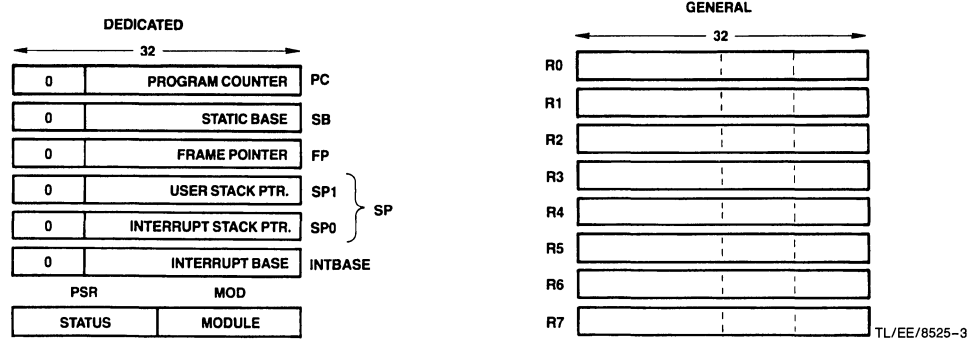 DEDICATED
32
0 PROGRAM COUNTER PC
0 STATIC BASE SB
0 FRAME POINTER FP
0 USER STACK PTR. SP1
SP
0 INTERRUPT STACK PTR. SP0
0 INTERRUPT BASE INTBASE
PSR MOD
STATUS MODULE
GENERAL
32
R0
R1
R2
R3
R4
R5
R6
R7
TL/EE/8525-3